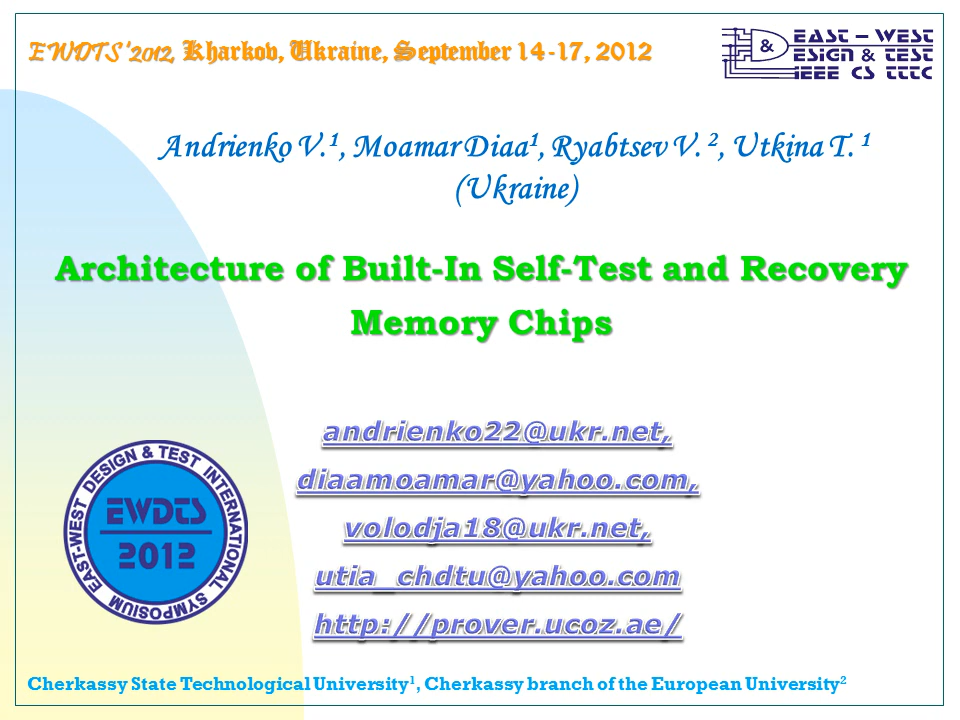 EWDTS'2012, Kharkov, Ukraine, September 14-17, 2012
& EAST – WEST
ESIGN & TEST
IEEE CS TTTC
Andrienko V.¹, Moamar Diaa¹, Ryabtsev V. ², Utkina T. ¹
(Ukraine)
Architecture of Built-In Self-Test and Recovery
Memory Chips
andrienko22@ukr.net,
diaamoamar@yahoo.com,
volodja18@ukr.net,
utia_chdtu@yahoo.com
http://prover.ucoz.ae/
EAST-WEST DESIGN & TEST INTERNATIONAL SYMPOSIUM
EWDTS
2012
Cherkassy State Technological University¹, Cherkassy branch of the European University²